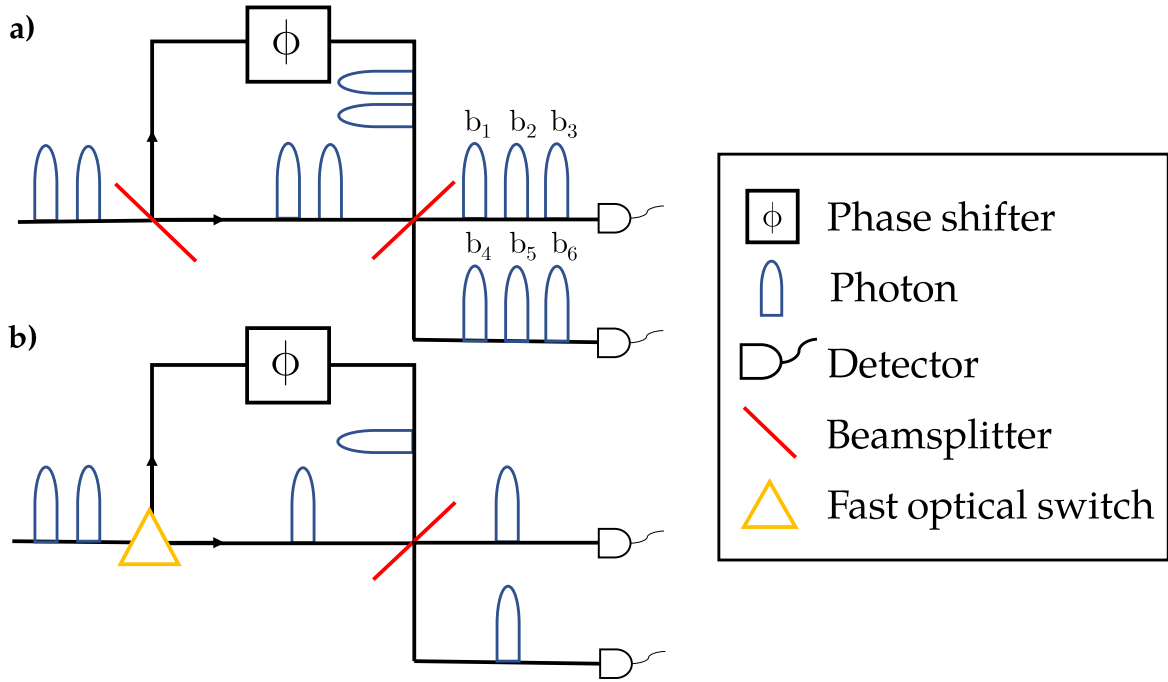 a)
ϕ
b₁ b₂ b₃
b₄ b₅ b₆
b)
ϕ
ϕ Phase shifter
Photon
Detector
Beamsplitter
Fast optical switch